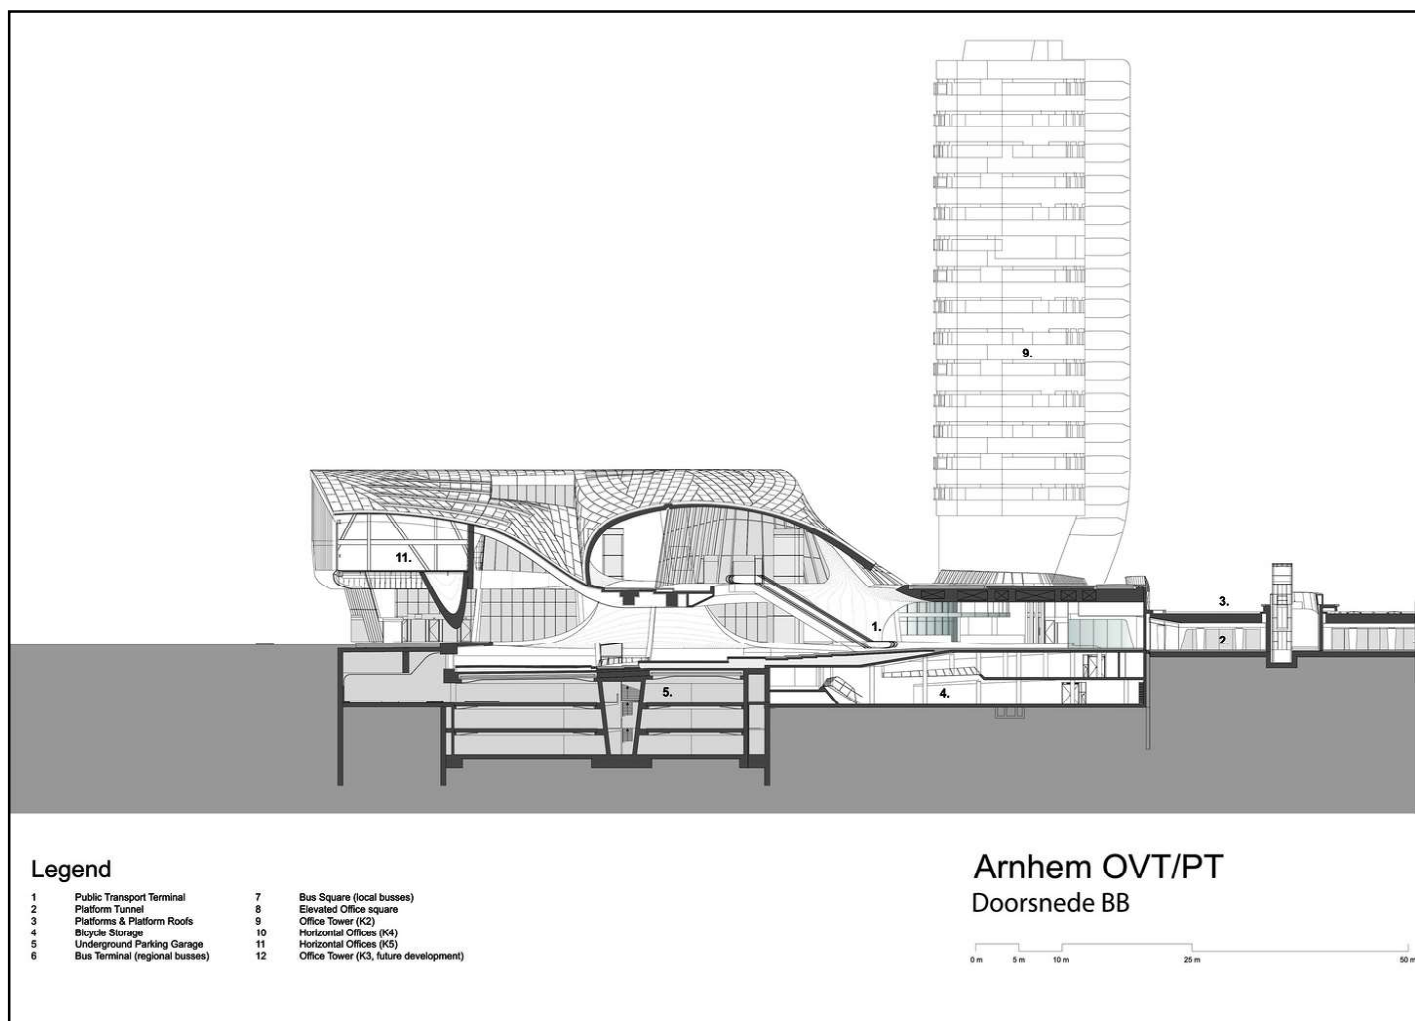 9.
11.
1.
3.
2.
5.
4.
Legend
1 Public Transport Terminal
2 Platform Tunnel
3 Platforms & Platform Roofs
4 Bicycle Storage
5 Underground Parking Garage
6 Bus Terminal (regional busses)
7 Bus Square (local busses)
8 Elevated Office square
9 Office Tower (K2)
10 Horizontal Offices (K4)
11 Horizontal Offices (K5)
12 Office Tower (K3, future development)
Arnhem OVT/PT
Doorsnede BB
0 m 5 m 10 m 25 m 50 m